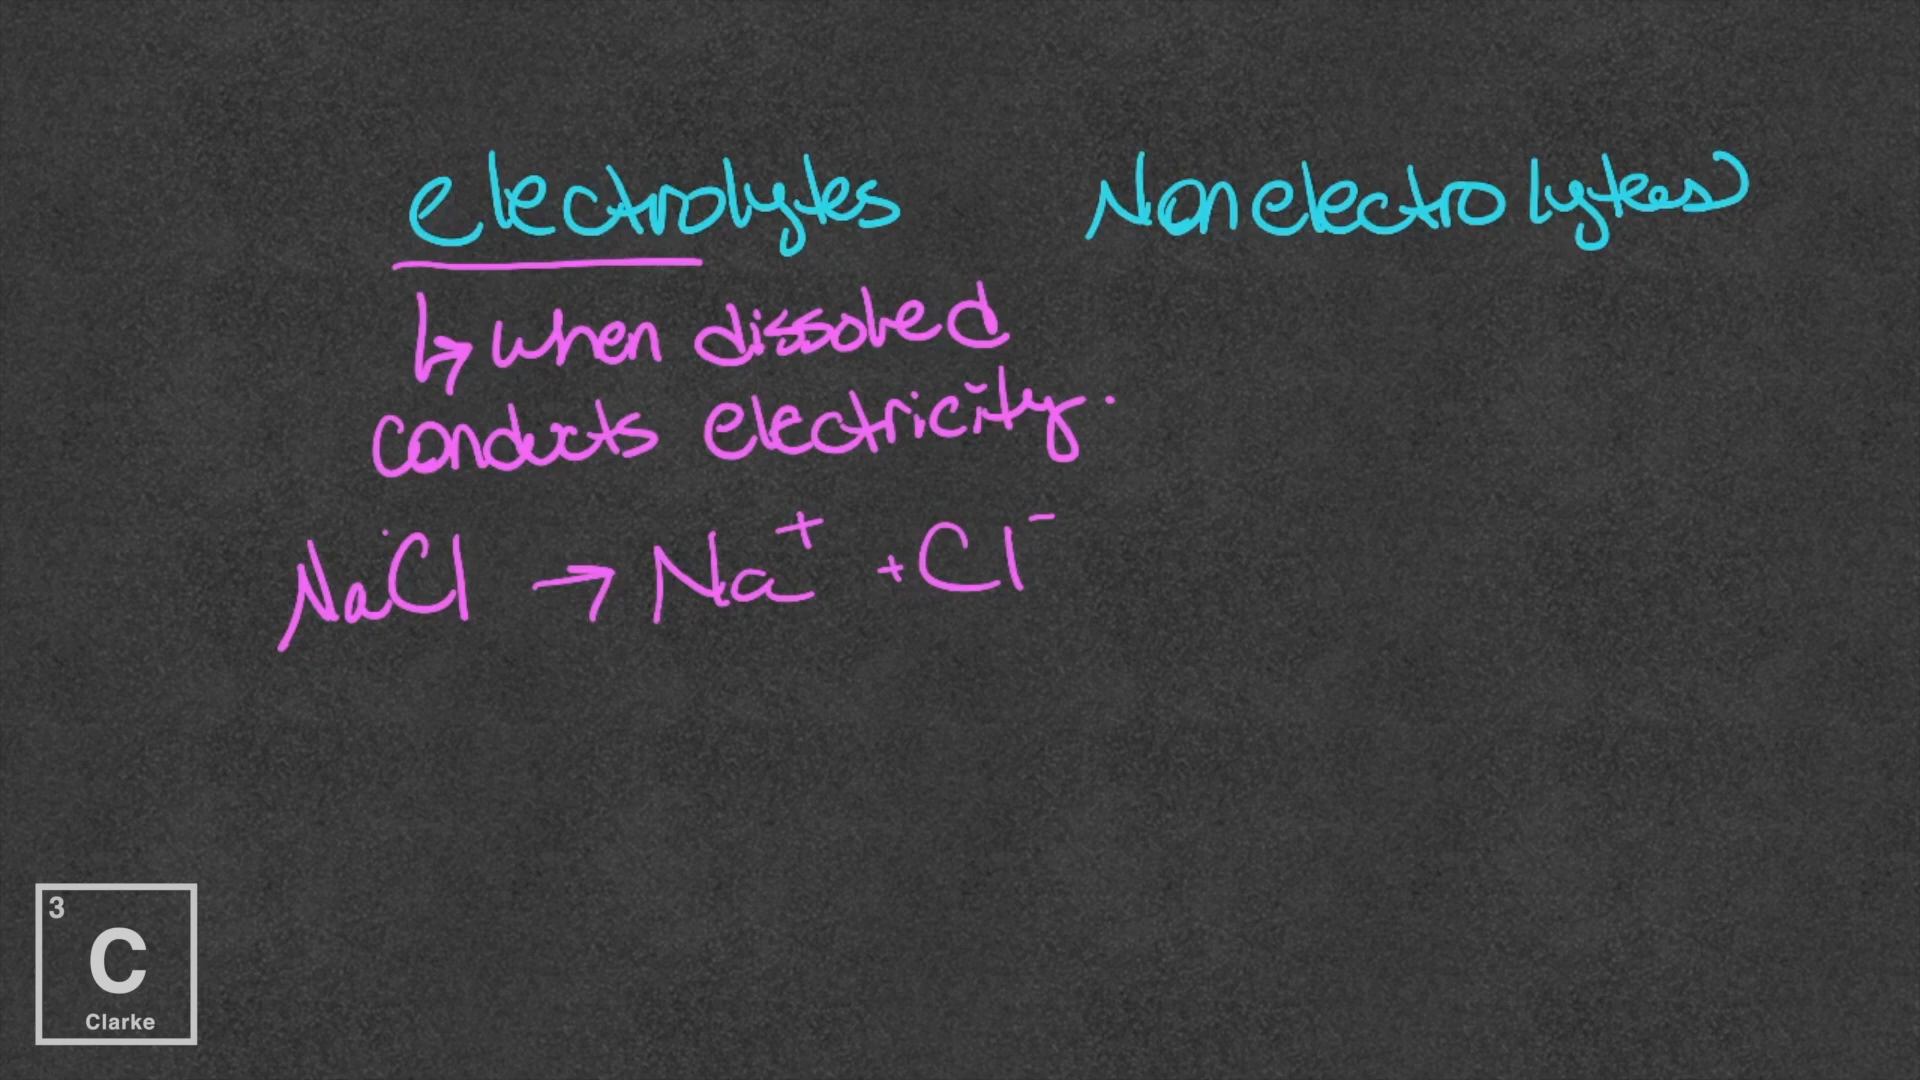 electrolytes
Nonelectrolytes
↳ when dissolved
conducts electricity.
NaCl → Na⁺ + Cl⁻
3
C
Clarke